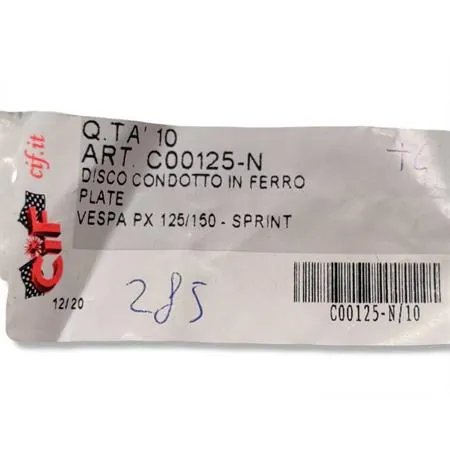 Q.TA' 10
ART. C00125-N
DISCO CONDOTTO IN FERRO
PLATE
VESPA PX 125/150 - SPRINT
cif.it
CiF
12/20
285
C00125-N/10